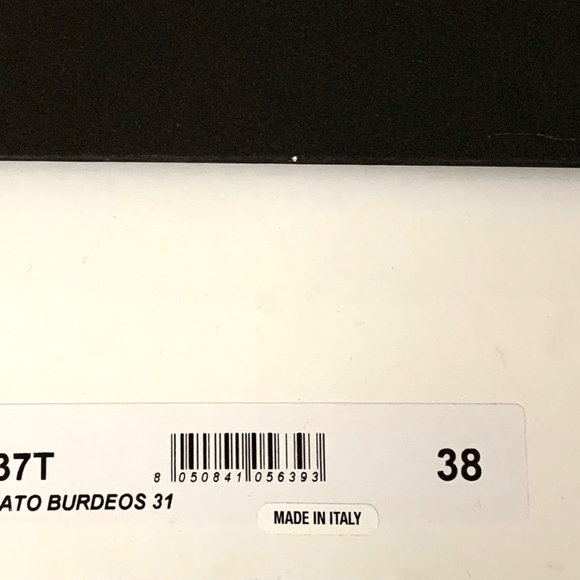 37T
8 050841 056393
38
ATO BURDEOS 31
MADE IN ITALY